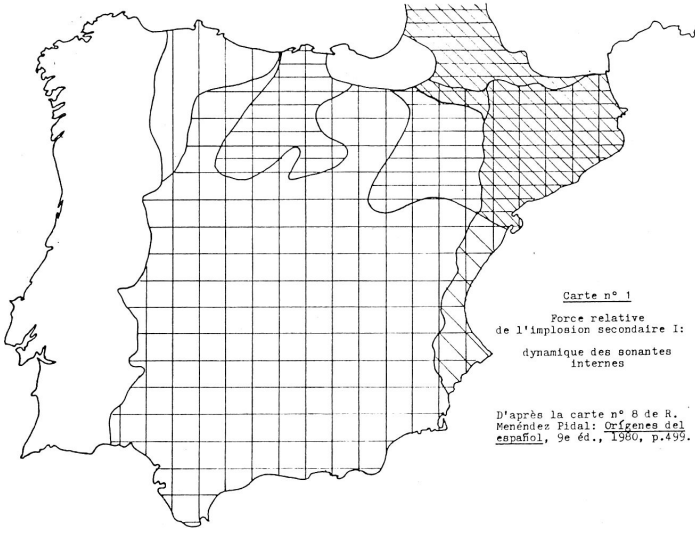 Carte n° 1
Force relative
de l'implosion secondaire I:
dynamique des sonantes
internes
D'après la carte n° 8 de R.
Menéndez Pidal: Orígenes del
español, 9e éd., 1980, p.499.